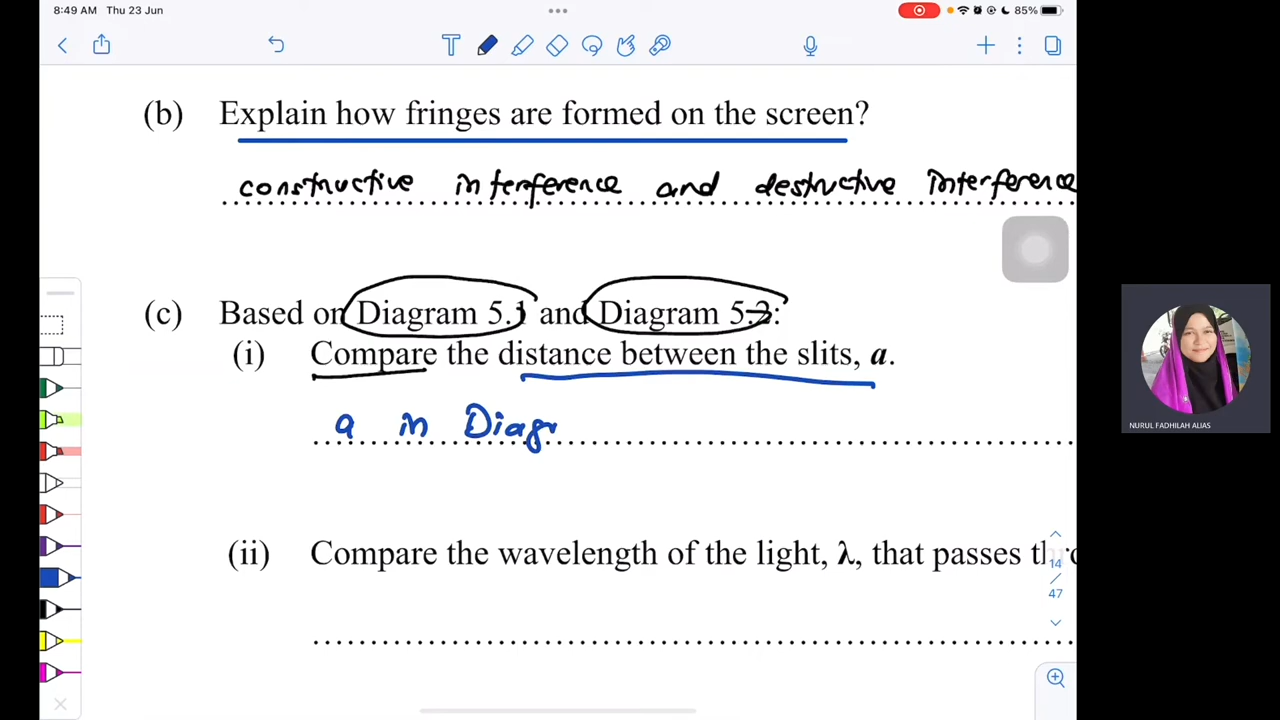 8:49 AM Thu 23 Jun
85%
(b) Explain how fringes are formed on the screen?
constructive interference and destructive interference
(c) Based on Diagram 5.1 and Diagram 5.2:
(i) Compare the distance between the slits, a.
a in Diagr
NURUL FADHILAH ALIAS
(ii) Compare the wavelength of the light, λ, that passes thro
14
/
47